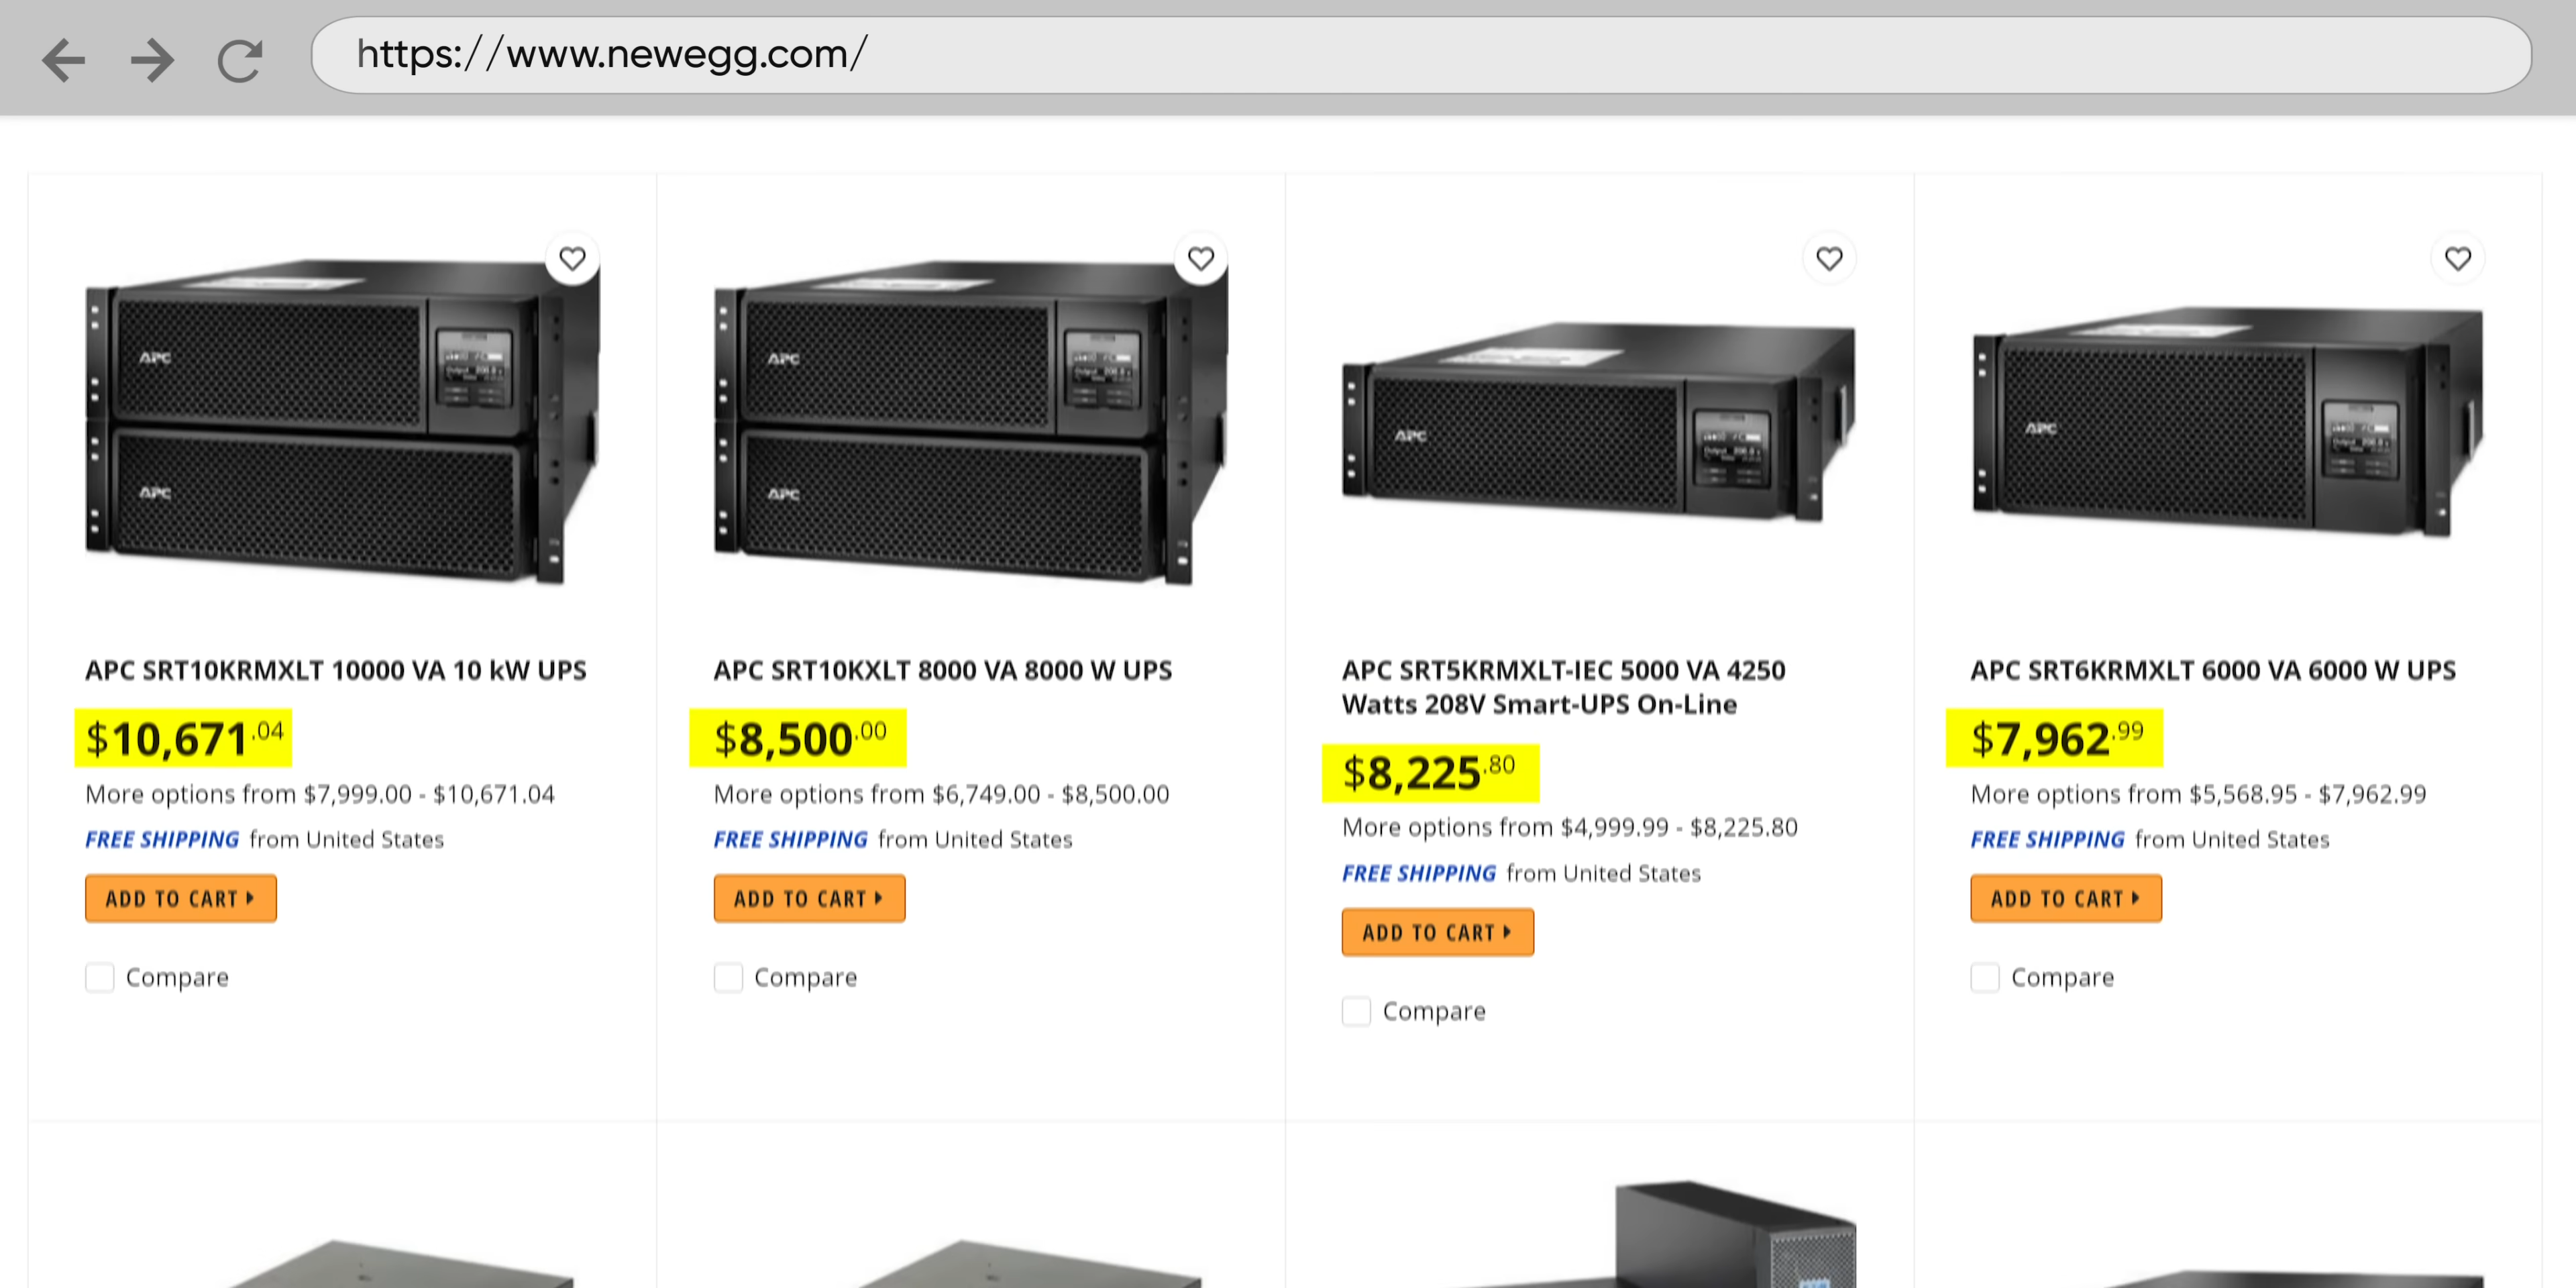 https://www.newegg.com/
APC
APC
APC
APC
APC
APC
APC SRT10KRMXLT 10000 VA 10 kW UPS
$10,671.04
More options from $7,999.00 - $10,671.04
FREE SHIPPING from United States
ADD TO CART
Compare
APC SRT10KXLT 8000 VA 8000 W UPS
$8,500.00
More options from $6,749.00 - $8,500.00
FREE SHIPPING from United States
ADD TO CART
Compare
APC SRT5KRMXLT-IEC 5000 VA 4250
Watts 208V Smart-UPS On-Line
$8,225.80
More options from $4,999.99 - $8,225.80
FREE SHIPPING from United States
ADD TO CART
Compare
APC SRT6KRMXLT 6000 VA 6000 W UPS
$7,962.99
More options from $5,568.95 - $7,962.99
FREE SHIPPING from United States
ADD TO CART
Compare